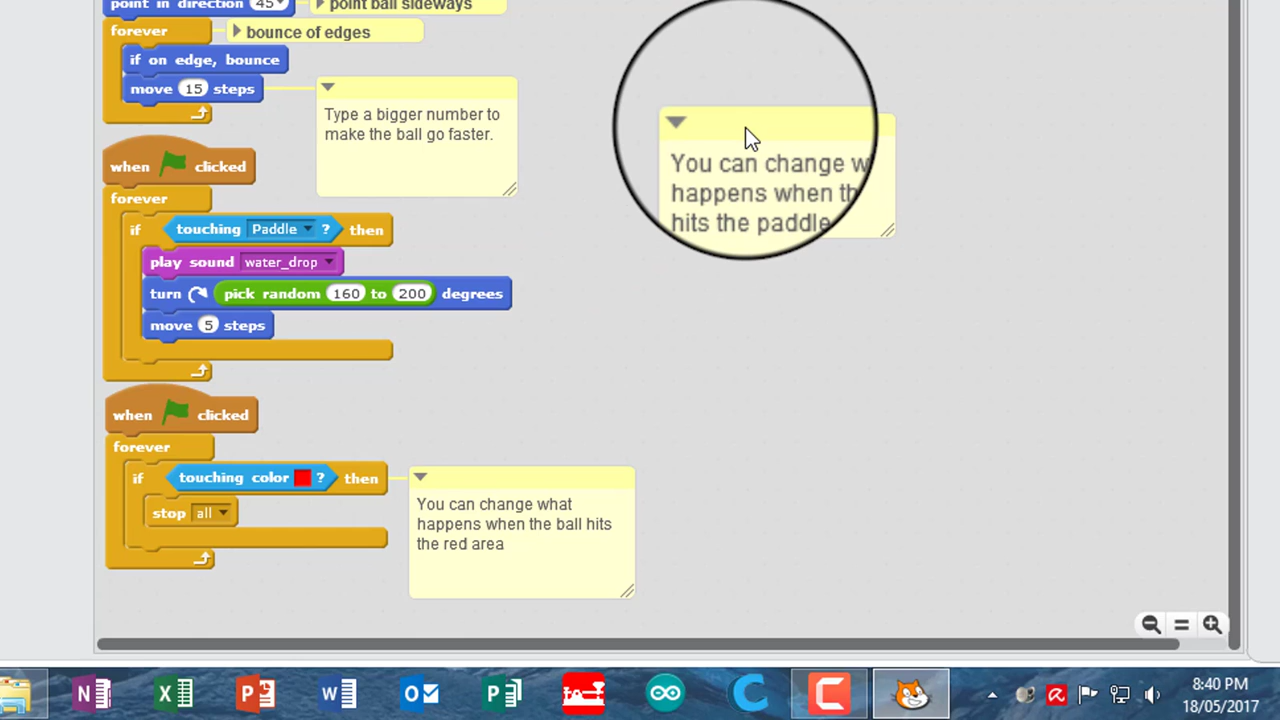 point in direction 45
point ball sideways
forever
bounce of edges
if on edge, bounce
move 15 steps
Type a bigger number to
make the ball go faster.
You can change w
happens when th
hits the paddle
when clicked
forever
if touching Paddle ? then
play sound water_drop
turn pick random 160 to 200 degrees
move 5 steps
when clicked
forever
if touching color ? then
stop all
You can change what
happens when the ball hits
the red area
8:40 PM
18/05/2017